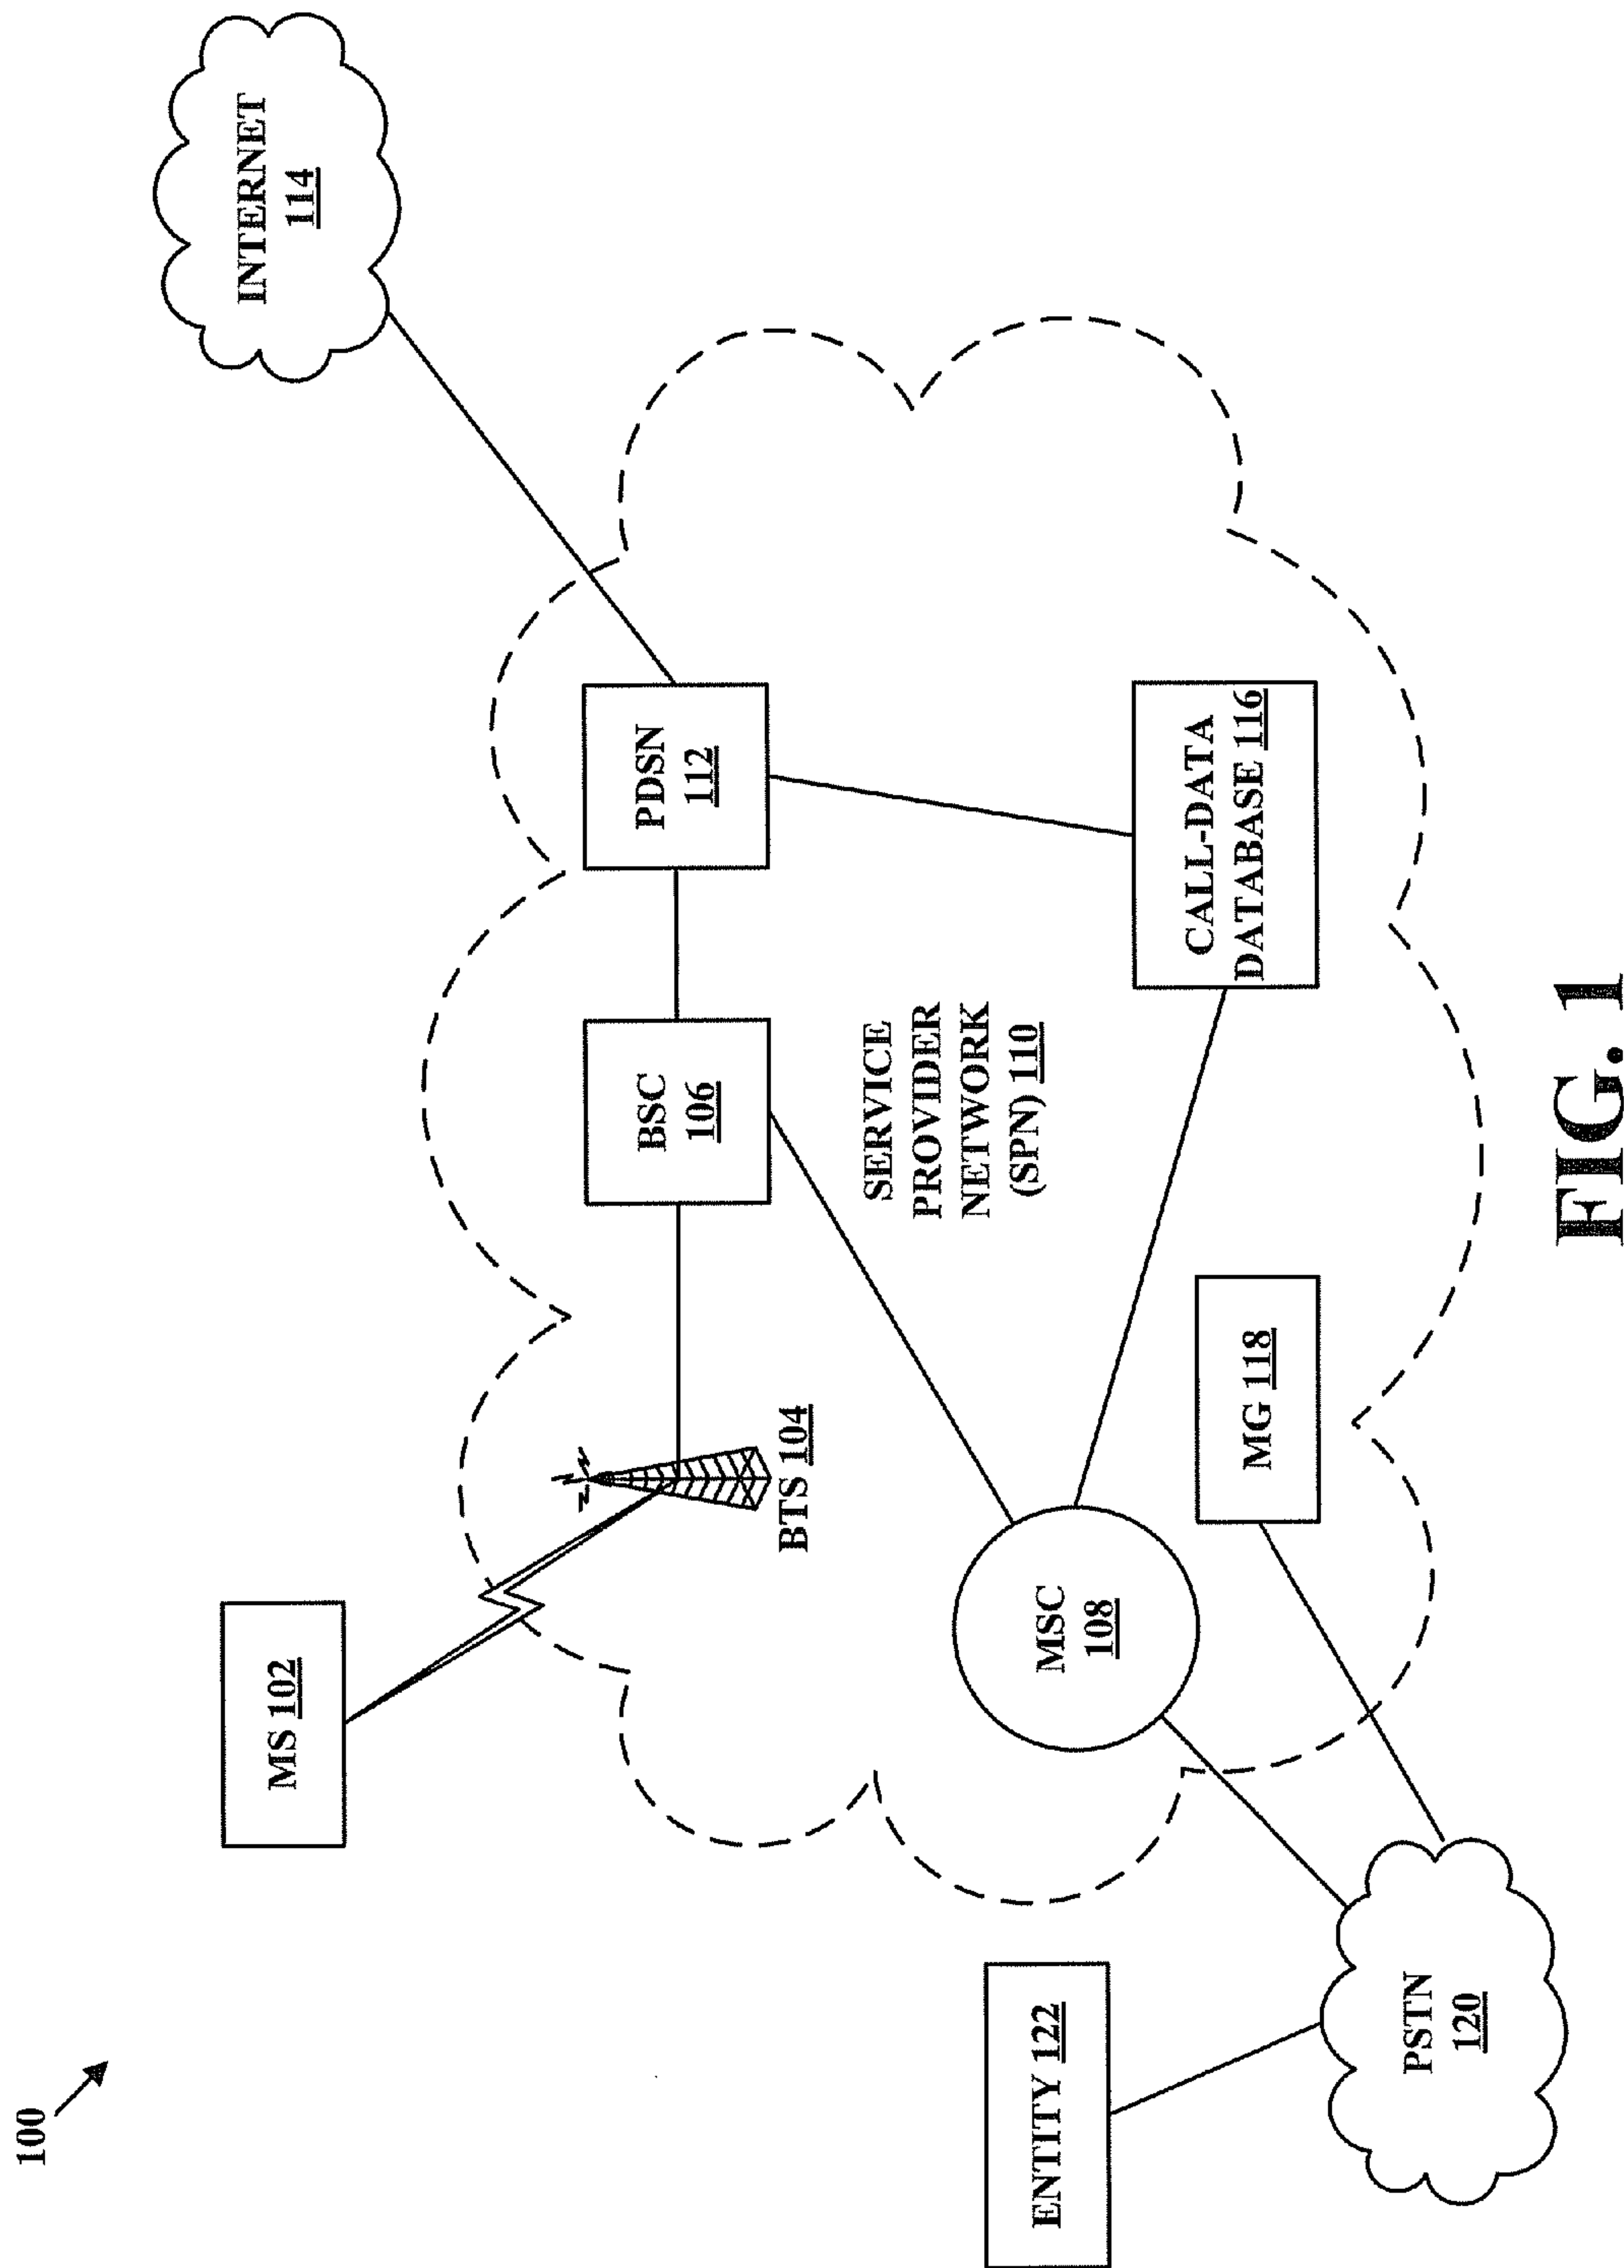 100
MS 102
INTERNET
114
BTS 104
BSC
106
PDSN
112
SERVICE
PROVIDER
NETWORK
(SPN) 110
MSC
108
CALL-DATA
DATABASE 116
MG 118
ENTITY 122
PSTN
120
FIG. 1